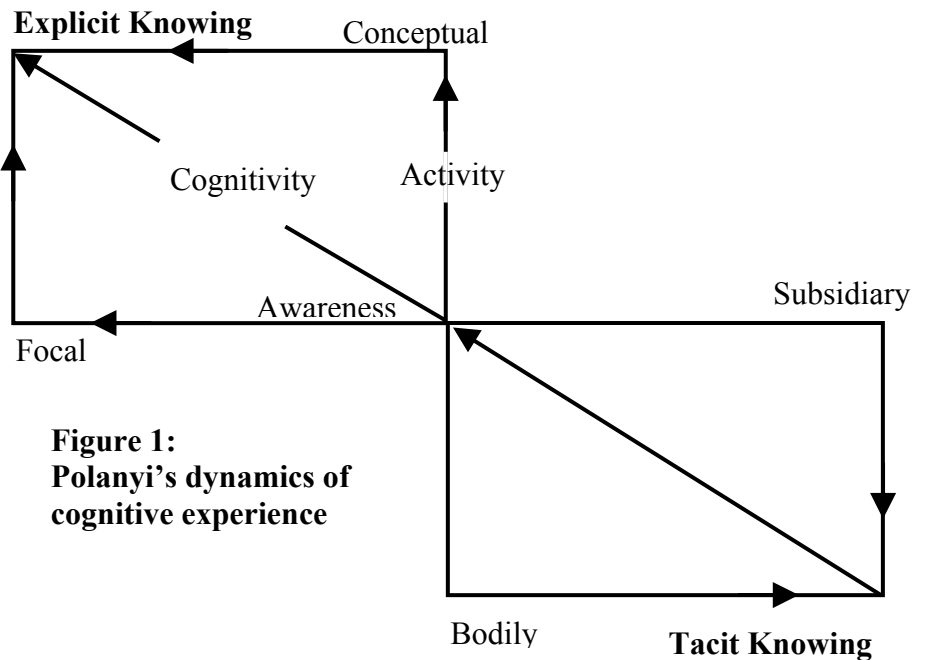 Explicit Knowing
Conceptual
Cognitivity
Activity
Awareness
Subsidiary
Focal
Figure 1:
Polanyi’s dynamics of
cognitive experience
Bodily
Tacit Knowing